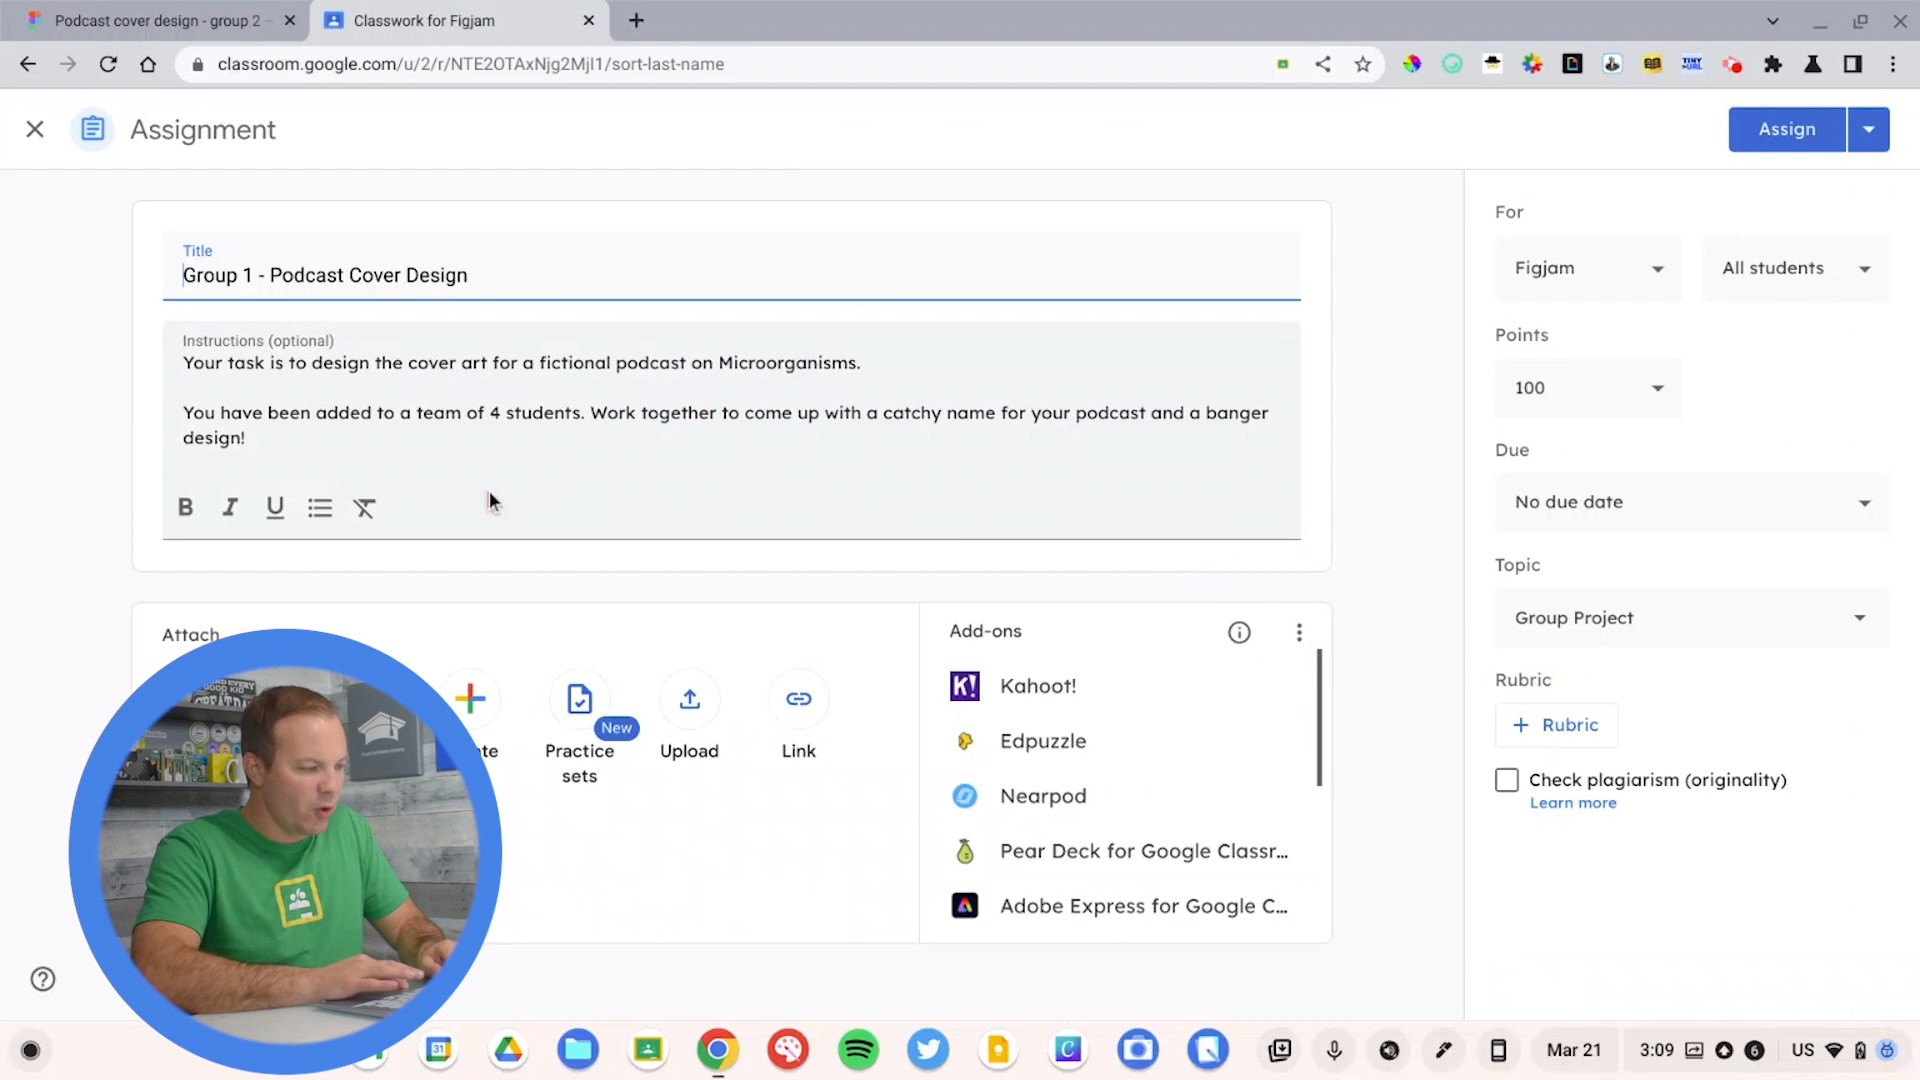 Podcast cover design - group 2 -
Classwork for Figjam
classroom.google.com/u/2/r/NTE2OTAxNjg2MjI1/sort-last-name
TINY
URL
Assignment
Assign
Title
Group 1 - Podcast Cover Design
Instructions (optional)
Your task is to design the cover art for a fictional podcast on Microorganisms.
You have been added to a team of 4 students. Work together to come up with a catchy name for your podcast and a banger
design!
B I U
For
Figjam
All students
Points
100
Due
No due date
Topic
Group Project
Rubric
+ Rubric
Check plagiarism (originality)
Learn more
Attach
New
Practice
sets
Upload
Link
Add-ons
K! Kahoot!
Edpuzzle
Nearpod
Pear Deck for Google Classr...
Adobe Express for Google C...
31
C
Mar 21
3:09
6
US